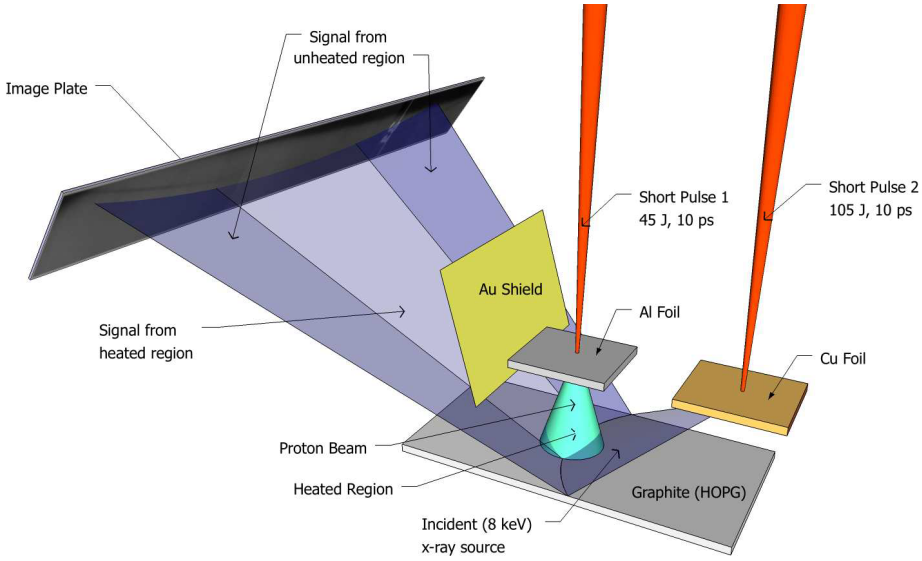 Signal from
unheated region
Image Plate
Short Pulse 1
45 J, 10 ps
Short Pulse 2
105 J, 10 ps
Au Shield
Al Foil
Signal from
heated region
Cu Foil
Proton Beam
Heated Region
Graphite (HOPG)
Incident (8 keV)
x-ray source